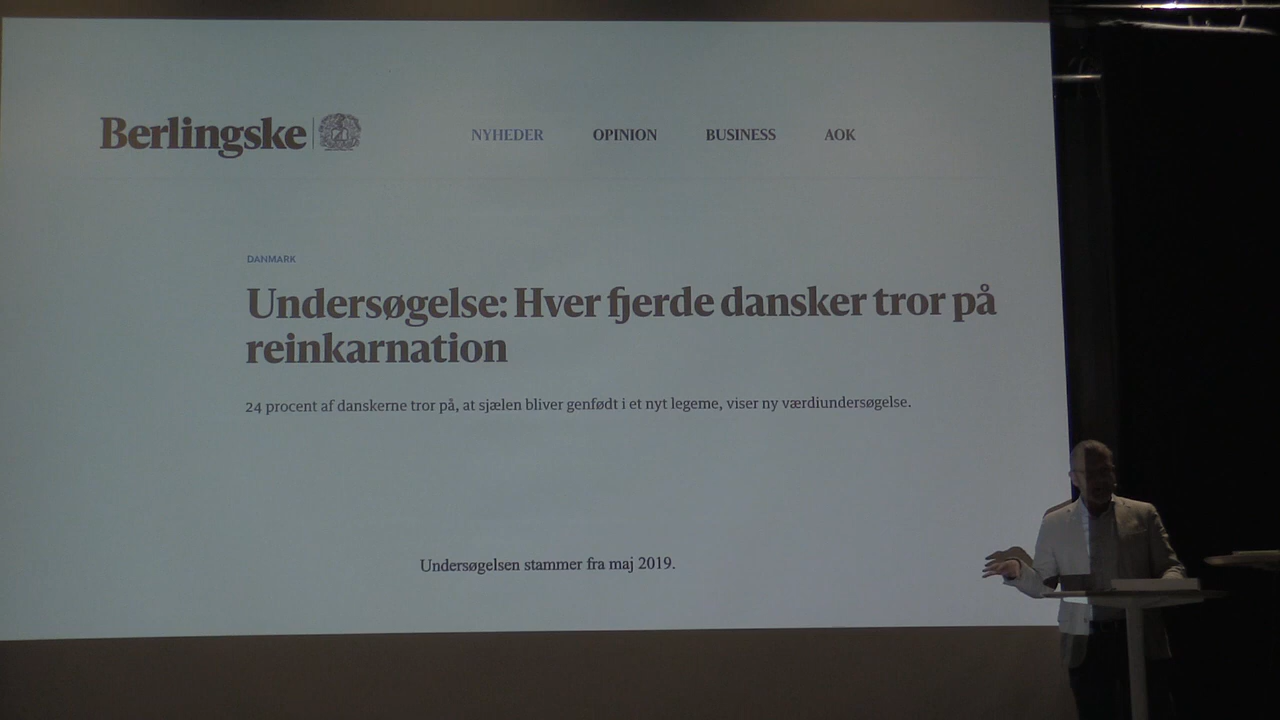 Berlingske
NYHEDER OPINION BUSINESS AOK
DANMARK
Undersøgelse: Hver fjerde dansker tror på
reinkarnation
24 procent af danskerne tror på, at sjælen bliver genfødt i et nyt legeme, viser ny værdiundersøgelse.
Undersøgelsen stammer fra maj 2019.